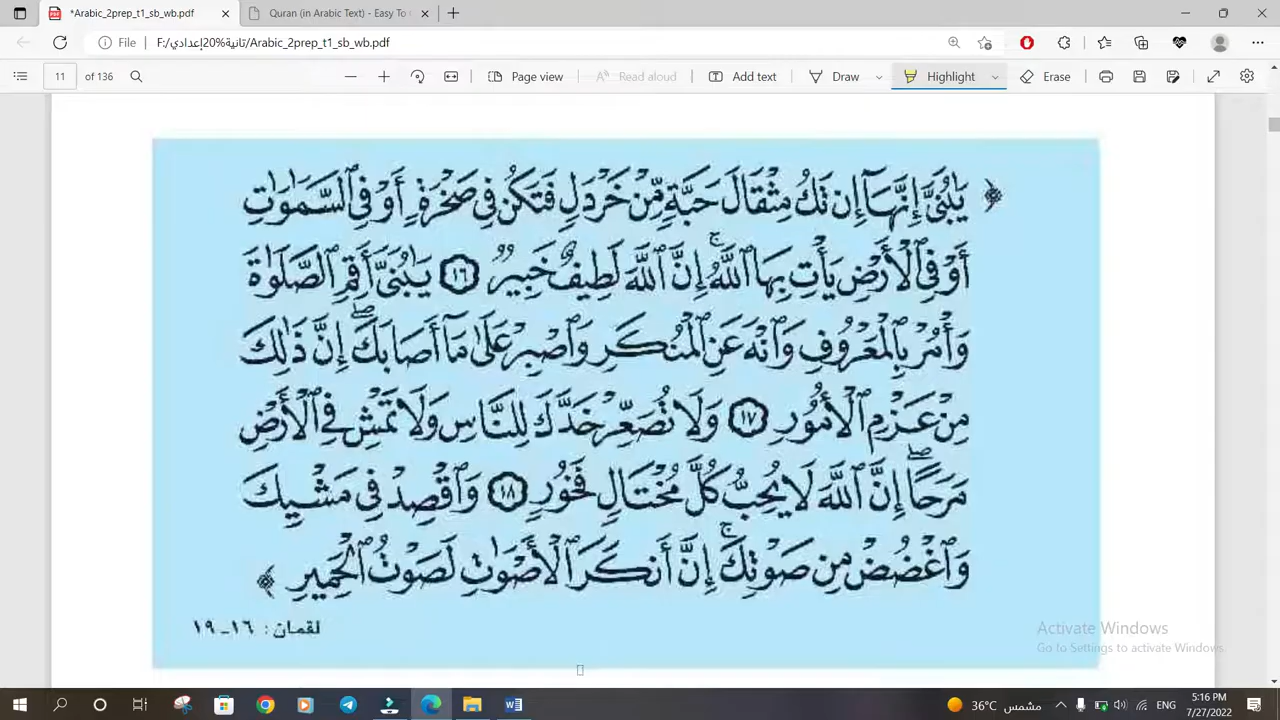 *Arabic_2prep_t1_sb_wb.pdf
Quran (in Arabic Text) - Easy To
File
F:/تانية%20إعدادي/Arabic_2prep_t1_sb_wb.pdf
11 of 136
Page view
Read aloud
Add text
Draw
Highlight
Erase
﴿ يَٰبُنَيَّ إِنَّهَآ إِن تَكُ مِثْقَالَ حَبَّةٍ مِّنْ خَرْدَلٍ فَتَكُن فِي صَخْرَةٍ أَوْ فِي ٱلسَّمَٰوَٰتِ
أَوْ فِي ٱلْأَرْضِ يَأْتِ بِهَا ٱللَّهُۚ إِنَّ ٱللَّهَ لَطِيفٌ خَبِيرٌ ١٦ يَٰبُنَيَّ أَقِمِ ٱلصَّلَوٰةَ
وَأْمُرْ بِٱلْمَعْرُوفِ وَٱنْهَ عَنِ ٱلْمُنكَرِ وَٱصْبِرْ عَلَىٰ مَآ أَصَابَكَۖ إِنَّ ذَٰلِكَ
مِنْ عَزْمِ ٱلْأُمُورِ ١٧ وَلَا تُصَعِّرْ خَدَّكَ لِلنَّاسِ وَلَا تَمْشِ فِي ٱلْأَرْضِ
مَرَحًاۖ إِنَّ ٱللَّهَ لَا يُحِبُّ كُلَّ مُخْتَالٍ فَخُورٍ ١٨ وَٱقْصِدْ فِي مَشْيِكَ
وَٱغْضُضْ مِن صَوْتِكَۚ إِنَّ أَنكَرَ ٱلْأَصْوَٰتِ لَصَوْتُ ٱلْحَمِيرِ ﴾
لقمان: ١٦ـ ١٩
Activate Windows
Go to Settings to activate Windows.
36°C مشمس
ENG
5:16 PM
7/27/2022